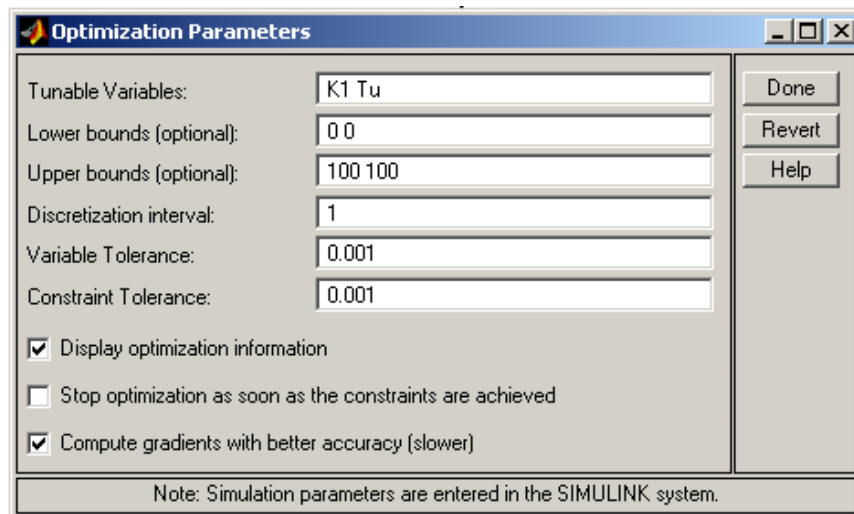 Optimization Parameters
Tunable Variables: K1 Tu
Done
Lower bounds (optional): 0 0
Revert
Upper bounds (optional): 100 100
Help
Discretization interval: 1
Variable Tolerance: 0.001
Constraint Tolerance: 0.001
Display optimization information
Stop optimization as soon as the constraints are achieved
Compute gradients with better accuracy (slower)
Note: Simulation parameters are entered in the SIMULINK system.